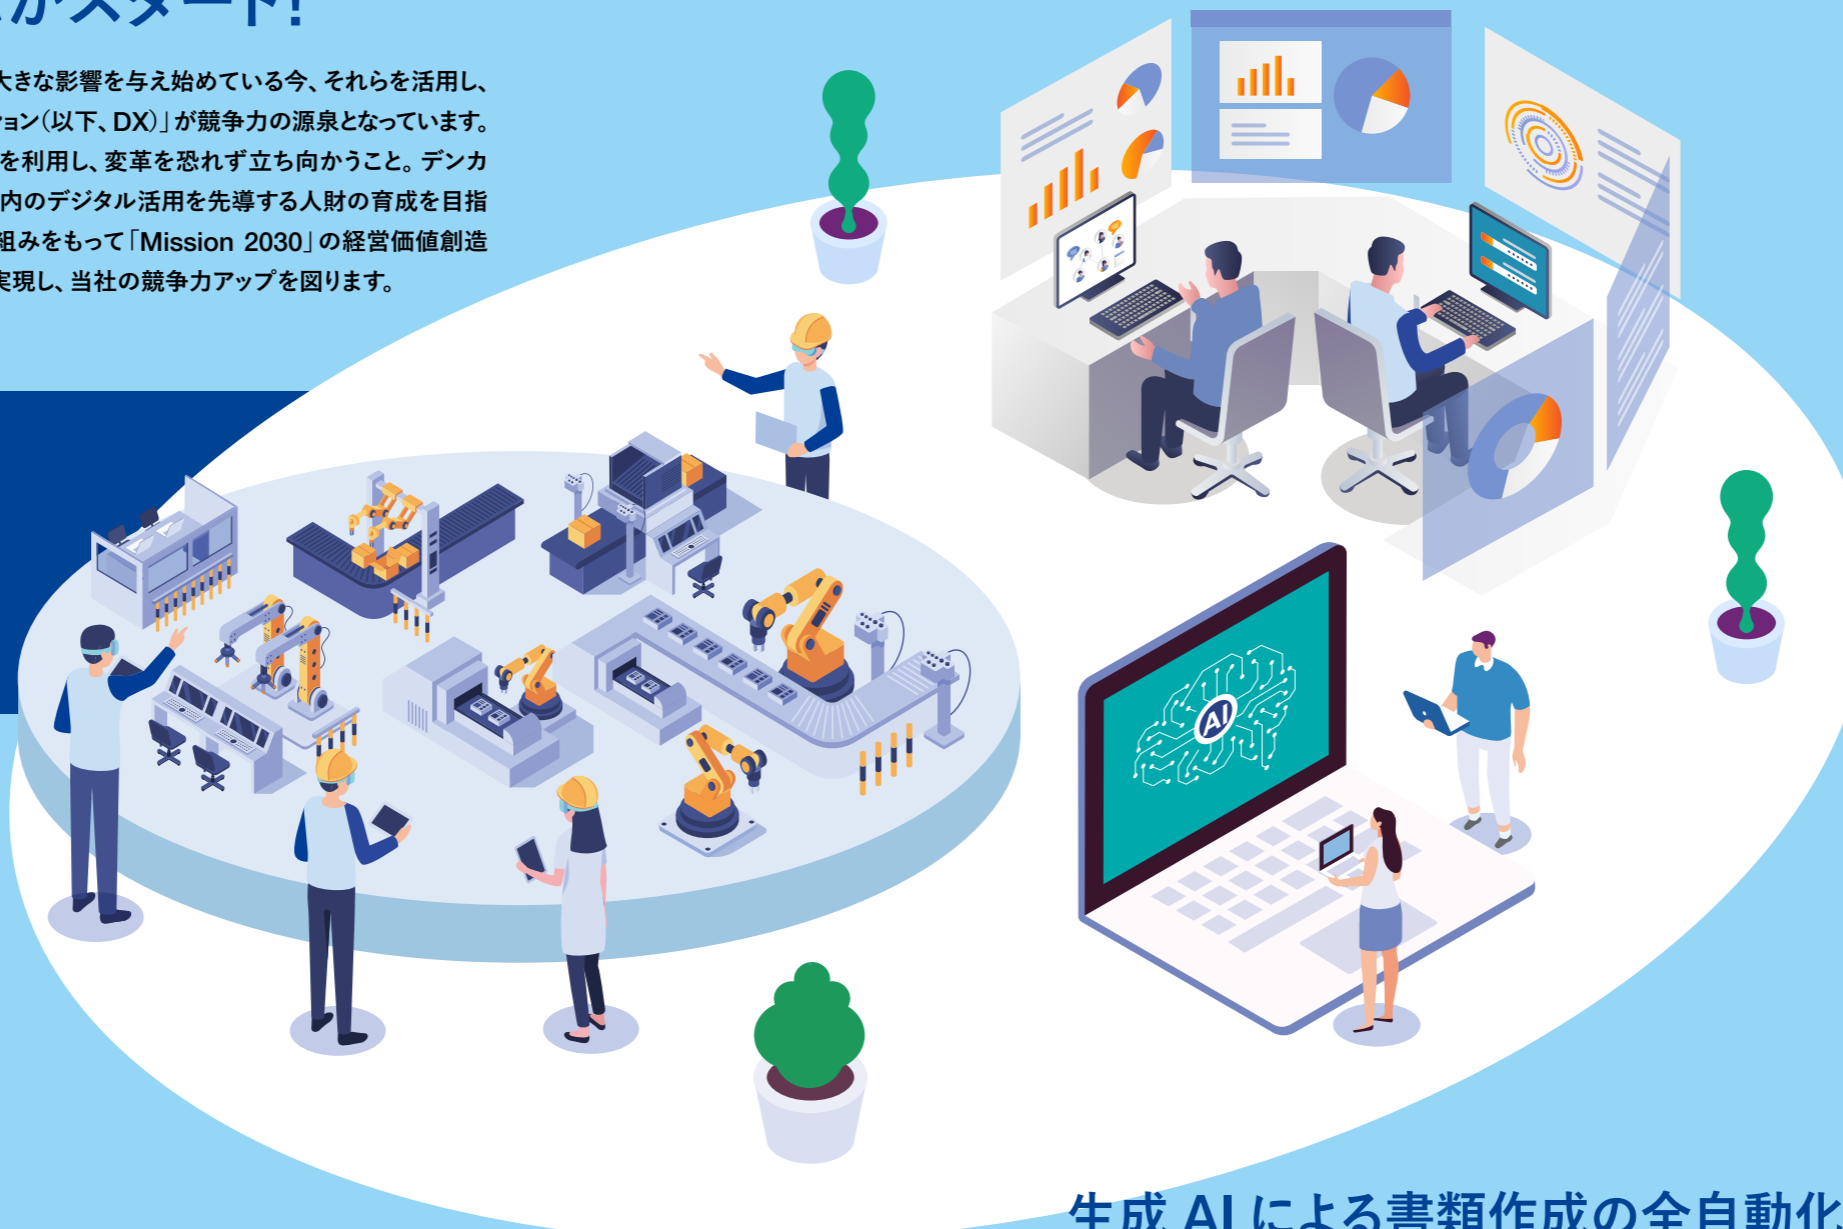 がスタート!
大きな影響を与え始めている今、それらを活用し、
ョン(以下、DX)」が競争力の源泉となっています。
を利用し、変革を恐れず立ち向かうこと。デンカ
内のデジタル活用を先導する人財の育成を目指
組みをもって「Mission 2030」の経営価値創造
実現し、当社の競争力アップを図ります。
AI
生成 AI による書類作成の全自動化